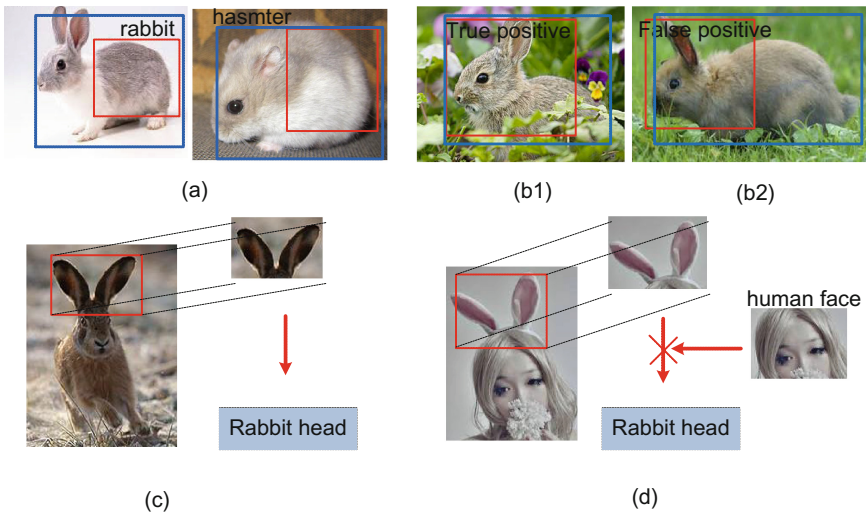 rabbit
hasmter
True positive
False positive
(a)
(b1)
(b2)
human face
Rabbit head
Rabbit head
(c)
(d)